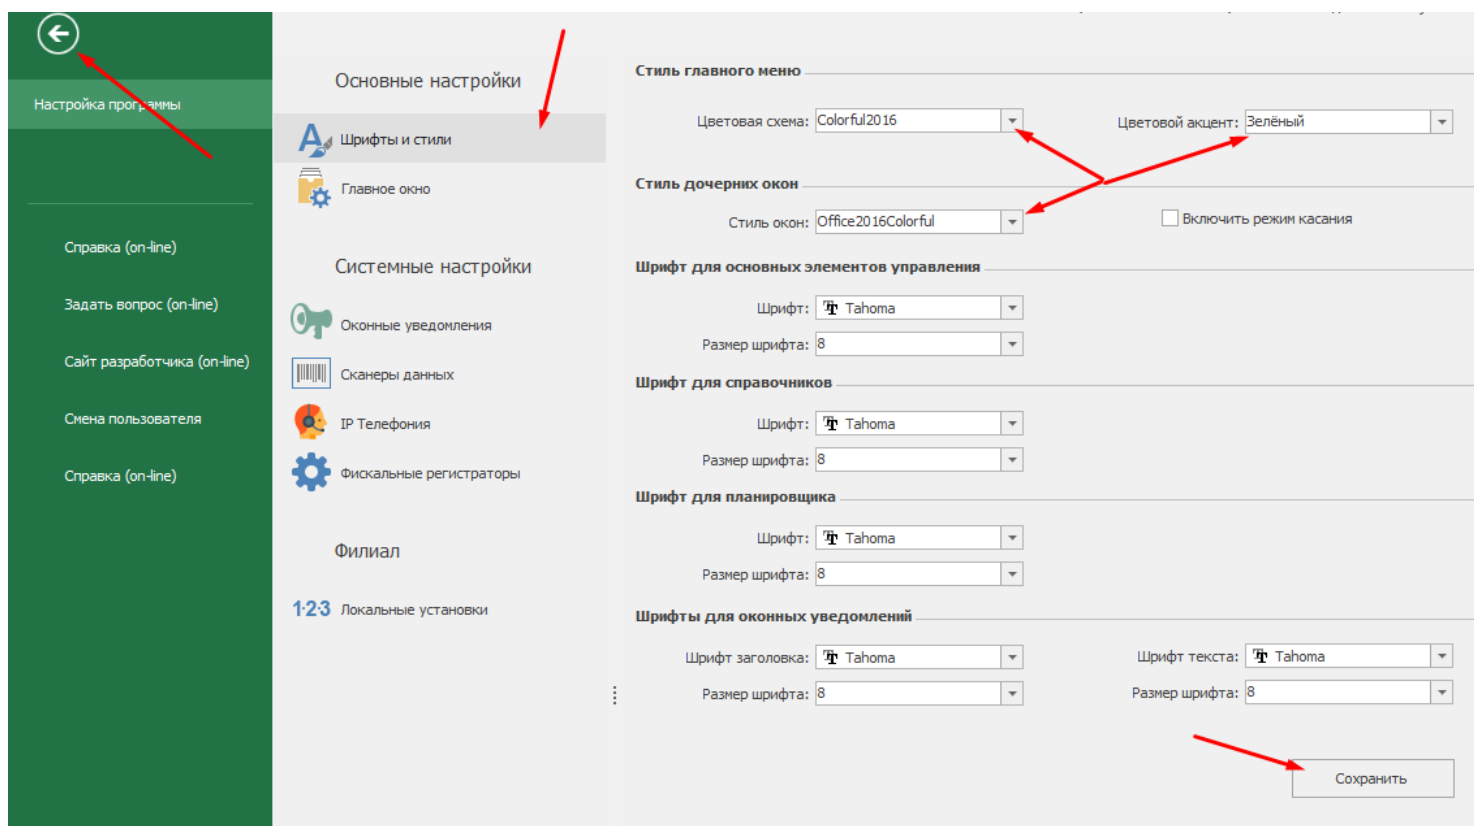 Настройка программы
Справка (on-line)
Задать вопрос (on-line)
Сайт разработчика (on-line)
Смена пользователя
Справка (on-line)
Основные настройки
Шрифты и стили
Главное окно
Системные настройки
Оконные уведомления
Сканеры данных
IP Телефония
Фискальные регистраторы
Филиал
1·2·3 Локальные установки
Стиль главного меню
Цветовая схема: Colorful2016
Цветовой акцент: Зелёный
Стиль дочерних окон
Стиль окон: Office2016Colorful
Включить режим касания
Шрифт для основных элементов управления
Шрифт: Tahoma
Размер шрифта: 8
Шрифт для справочников
Шрифт: Tahoma
Размер шрифта: 8
Шрифт для планировщика
Шрифт: Tahoma
Размер шрифта: 8
Шрифты для оконных уведомлений
Шрифт заголовка: Tahoma
Шрифт текста: Tahoma
Размер шрифта: 8
Размер шрифта: 8
Сохранить